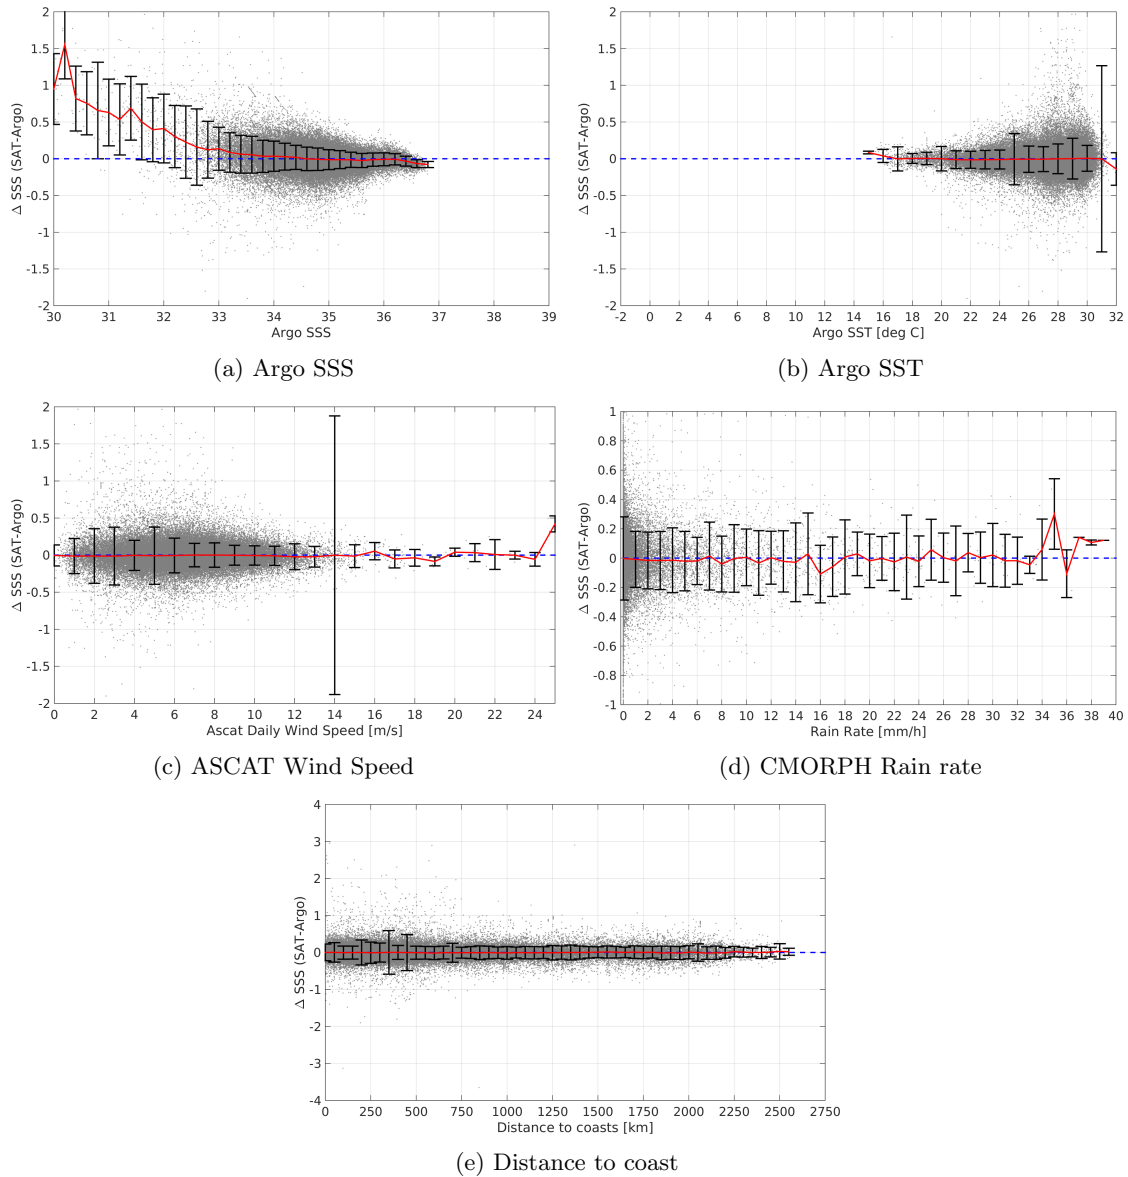 2
1.5
1
0.5
0
-0.5
-1
-1.5
-2
Δ SSS (SAT-Argo)
30 31 32 33 34 35 36 37 38 39
Argo SSS
(a) Argo SSS
2
1.5
1
0.5
0
-0.5
-1
-1.5
-2
Δ SSS (SAT-Argo)
-2 0 2 4 6 8 10 12 14 16 18 20 22 24 26 28 30 32
Argo SST [deg C]
(b) Argo SST
2
1.5
1
0.5
0
-0.5
-1
-1.5
-2
Δ SSS (SAT-Argo)
0 2 4 6 8 10 12 14 16 18 20 22 24
Ascat Daily Wind Speed [m/s]
(c) ASCAT Wind Speed
1
0.8
0.6
0.4
0.2
0
-0.2
-0.4
-0.6
-0.8
-1
Δ SSS (SAT-Argo)
0 2 4 6 8 10 12 14 16 18 20 22 24 26 28 30 32 34 36 38 40
Rain Rate [mm/h]
(d) CMORPH Rain rate
4
3
2
1
0
-1
-2
-3
-4
Δ SSS (SAT-Argo)
0 250 500 750 1000 1250 1500 1750 2000 2250 2500 2750
Distance to coasts [km]
(e) Distance to coast